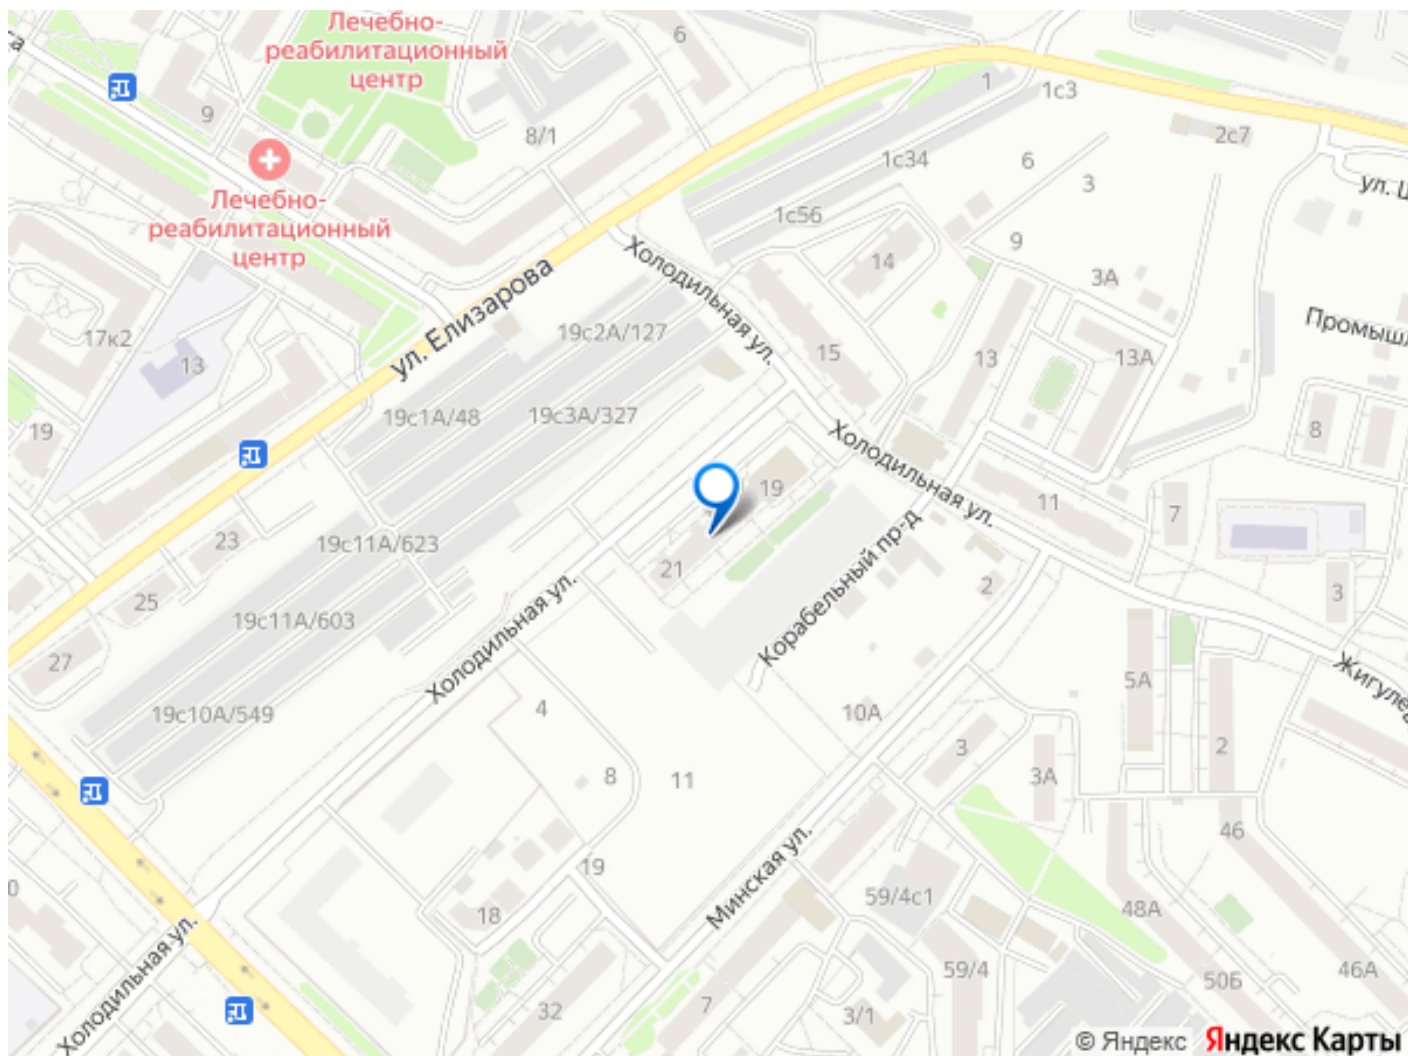 Лечебно-
реабилитационный
центр
6
1
1с3
9
8/1
2с7
1с34
6
3
ул. Ш
Лечебно-
реабилитационный
центр
1с56
9
Холодильная ул.
14
3А
ул. Елизарова
19с2А/127
17к2
13
15
13
13А
Промышл
19с1А/48
19с3А/327
19
8
Холодильная ул.
19
11
7
23
19с11А/623
21
Корабельный пр-д
2
3
25
19с11А/603
Холодильная ул.
27
5А
Жигулев
19с10А/549
4
10А
3
2
8
11
3А
46
19
Минская ул.
59/4с1
48А
18
Холодильная ул.
59/4
50Б
46А
32
7
3/1
© Яндекс
Яндекс Карты